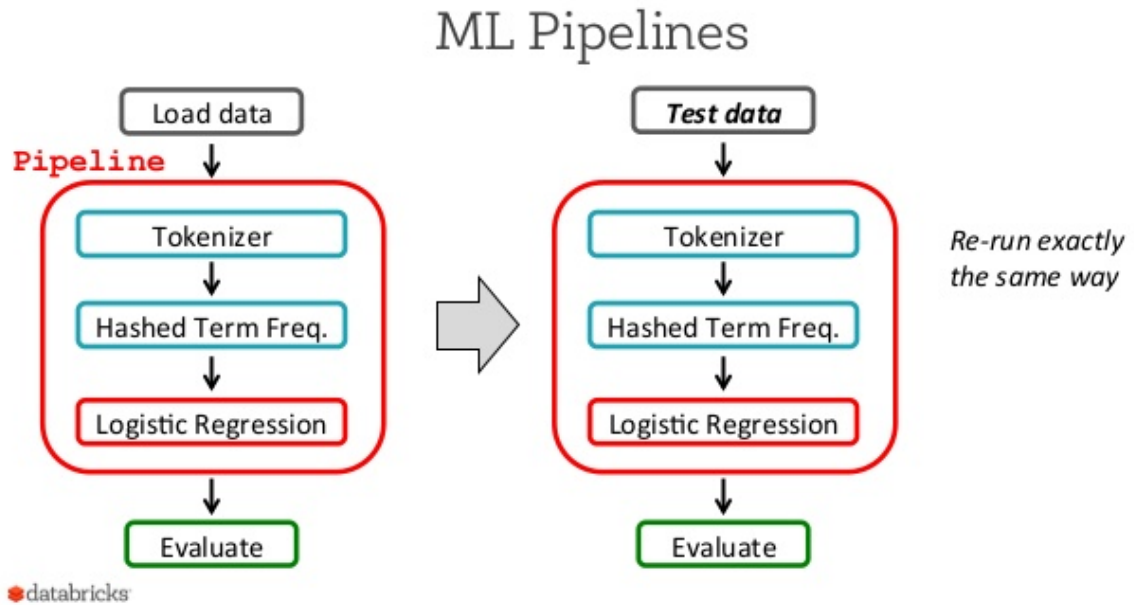 ML Pipelines
Load data
Pipeline
Tokenizer
Hashed Term Freq.
Logistic Regression
Evaluate
Test data
Tokenizer
Hashed Term Freq.
Logistic Regression
Evaluate
Re-run exactly
the same way
databricks